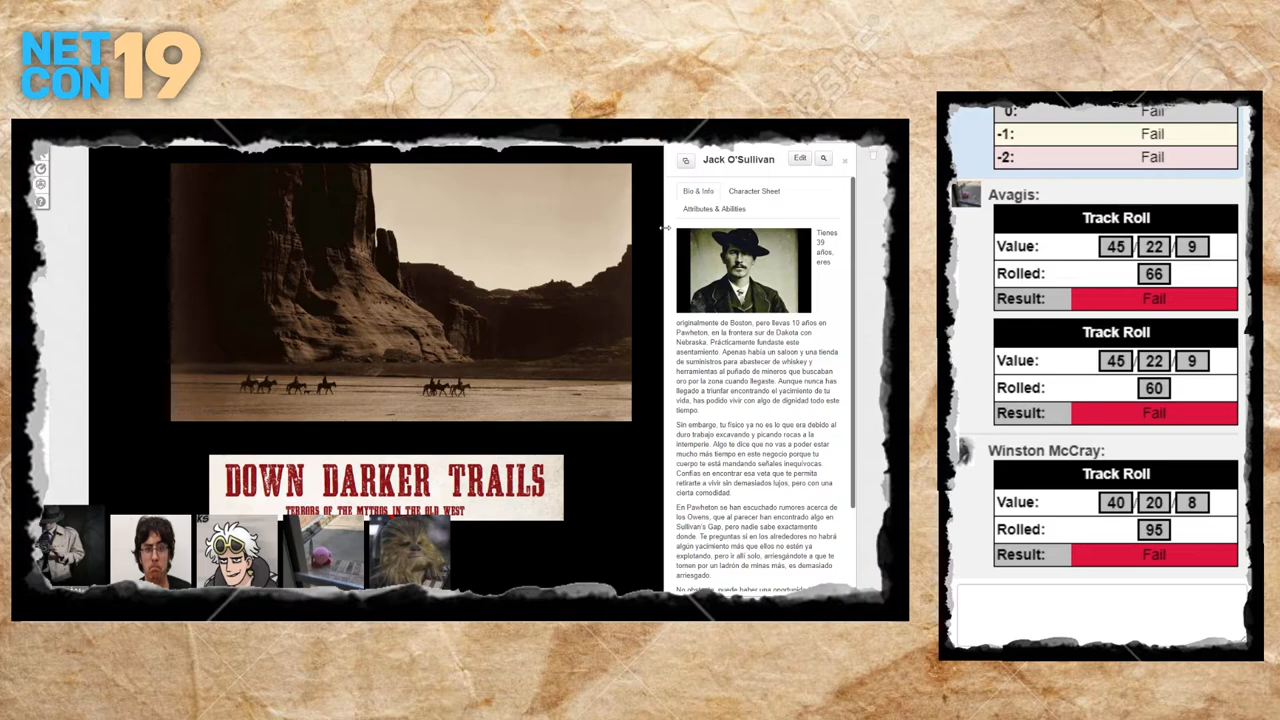 NET
CON 19
Jack O'Sullivan
Edit
Bio & Info
Character Sheet
Attributes & Abilities
Tienes
39
años,
eres
originalmente de Boston, pero llevas 10 años en
Pawheton, en la frontera sur de Dakota con
Nebraska. Prácticamente fundaste este
asentamiento. Apenas había un saloon y una tienda
de suministros para abastecer de whiskey y
herramientas al puñado de mineros que buscaban
oro por la zona cuando llegaste. Aunque nunca has
llegado a triunfar encontrando el yacimiento de tu
vida, has podido vivir con algo de dignidad todo este
tiempo.
Sin embargo, tu físico ya no es lo que era debido al
duro trabajo excavando y picando rocas a la
intemperie. Algo te dice que no vas a poder estar
mucho más tiempo en este negocio porque tu
cuerpo te está mandando señales inequívocas.
Confías en encontrar esa veta que te permita
retirarte a vivir sin demasiados lujos, pero con una
cierta comodidad.
En Pawheton se han escuchado rumores acerca de
los Owens, que al parecer han encontrado algo en
Sullivan's Gap, pero nadie sabe exactamente
donde. Te preguntas si en los alrededores no habrá
algún yacimiento más que ellos no estén ya
explotando, pero ir allí solo, arriesgándote a que te
tomen por un ladrón de minas más, es demasiado
arriesgado.
No obstante, puede haber una oportunidad
DOWN DARKER TRAILS
TERRORS OF THE MYTHOS IN THE OLD WEST
KS
0: Fail
-1: Fail
-2: Fail
Avagis:
Track Roll
Value: 45 / 22 / 9
Rolled: 66
Result: Fail
Track Roll
Value: 45 / 22 / 9
Rolled: 60
Result: Fail
Winston McCray:
Track Roll
Value: 40 / 20 / 8
Rolled: 95
Result: Fail